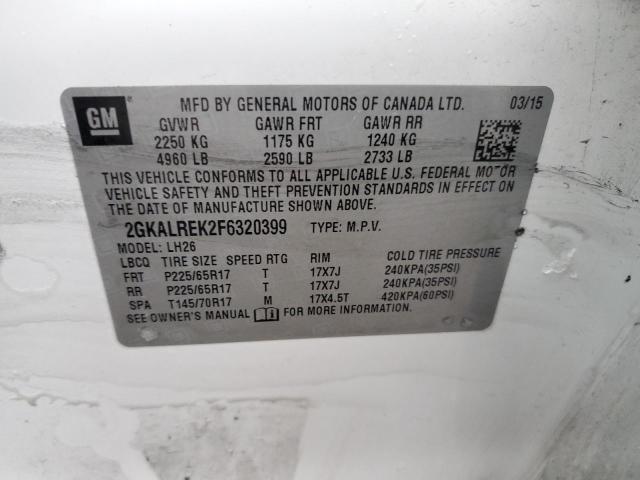 GM
MFD BY GENERAL MOTORS OF CANADA LTD. 03/15
GVWR GAWR FRT GAWR RR
2250 KG 1175 KG 1240 KG
4960 LB 2590 LB 2733 LB
THIS VEHICLE CONFORMS TO ALL APPLICABLE U.S. FEDERAL MOTOR
VEHICLE SAFETY AND THEFT PREVENTION STANDARDS IN EFFECT ON
THE DATE OF MANUFACTURE SHOWN ABOVE.
2GKALREK2F6320399 TYPE: M.P.V.
MODEL: LH26
LBCQ TIRE SIZE SPEED RTG RIM COLD TIRE PRESSURE
FRT P225/65R17 T 17X7J 240KPA(35PSI)
RR P225/65R17 T 17X7J 240KPA(35PSI)
SPA T145/70R17 M 17X4.5T 420KPA(60PSI)
SEE OWNER'S MANUAL FOR MORE INFORMATION.